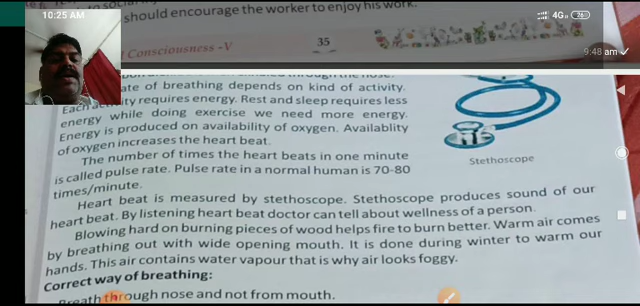 10:25 AM
4G
76
should encourage the worker to enjoy his work.
Consciousness -V
35
9:48 am
ate of breathing depends on kind of activity.
Each ity requires energy. Rest and sleep requires less
energy while doing exercise we need more energy.
Energy is produced on availability of oxygen. Availablity
of oxygen increases the heart beat.
The number of times the heart beats in one minute
is called pulse rate. Pulse rate in a normal human is 70-80
times/minute.
Stethoscope
Heart beat is measured by stethoscope. Stethoscope produces sound of our
heart beat. By listening heart beat doctor can tell about wellness of a person.
Blowing hard on burning pieces of wood helps fire to burn better. Warm air comes
by breathing out with wide opening mouth. It is done during winter to warm our
hands. This air contains water vapour that is why air looks foggy.
Correct way of breathing:
Breath through nose and not from mouth.